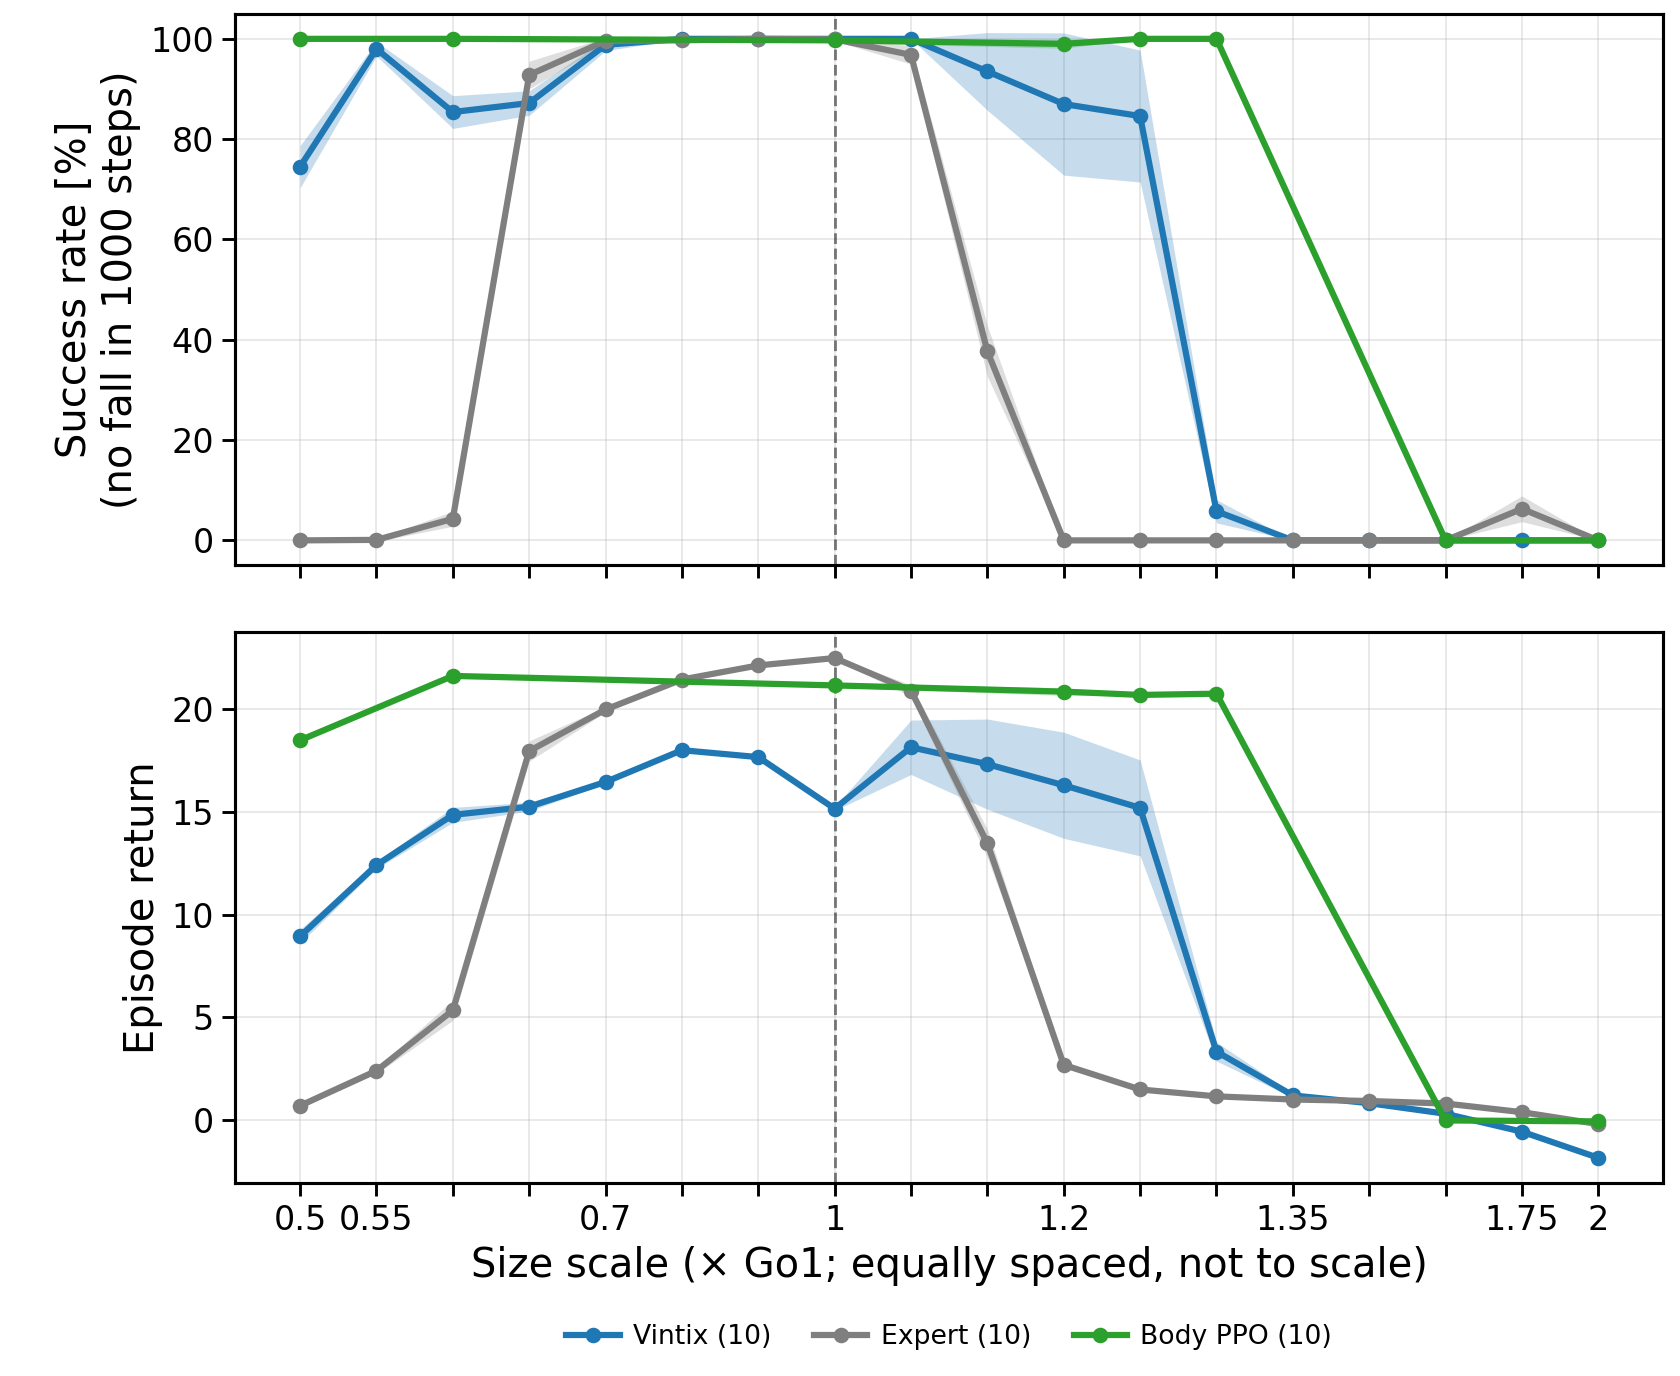 Success rate [%]
(no fall in 1000 steps)
100
80
60
40
20
0
Episode return
20
15
10
5
0
0.5 0.55 0.7 1 1.2 1.35 1.75 2
Size scale (× Go1; equally spaced, not to scale)
Vintix (10) Expert (10) Body PPO (10)